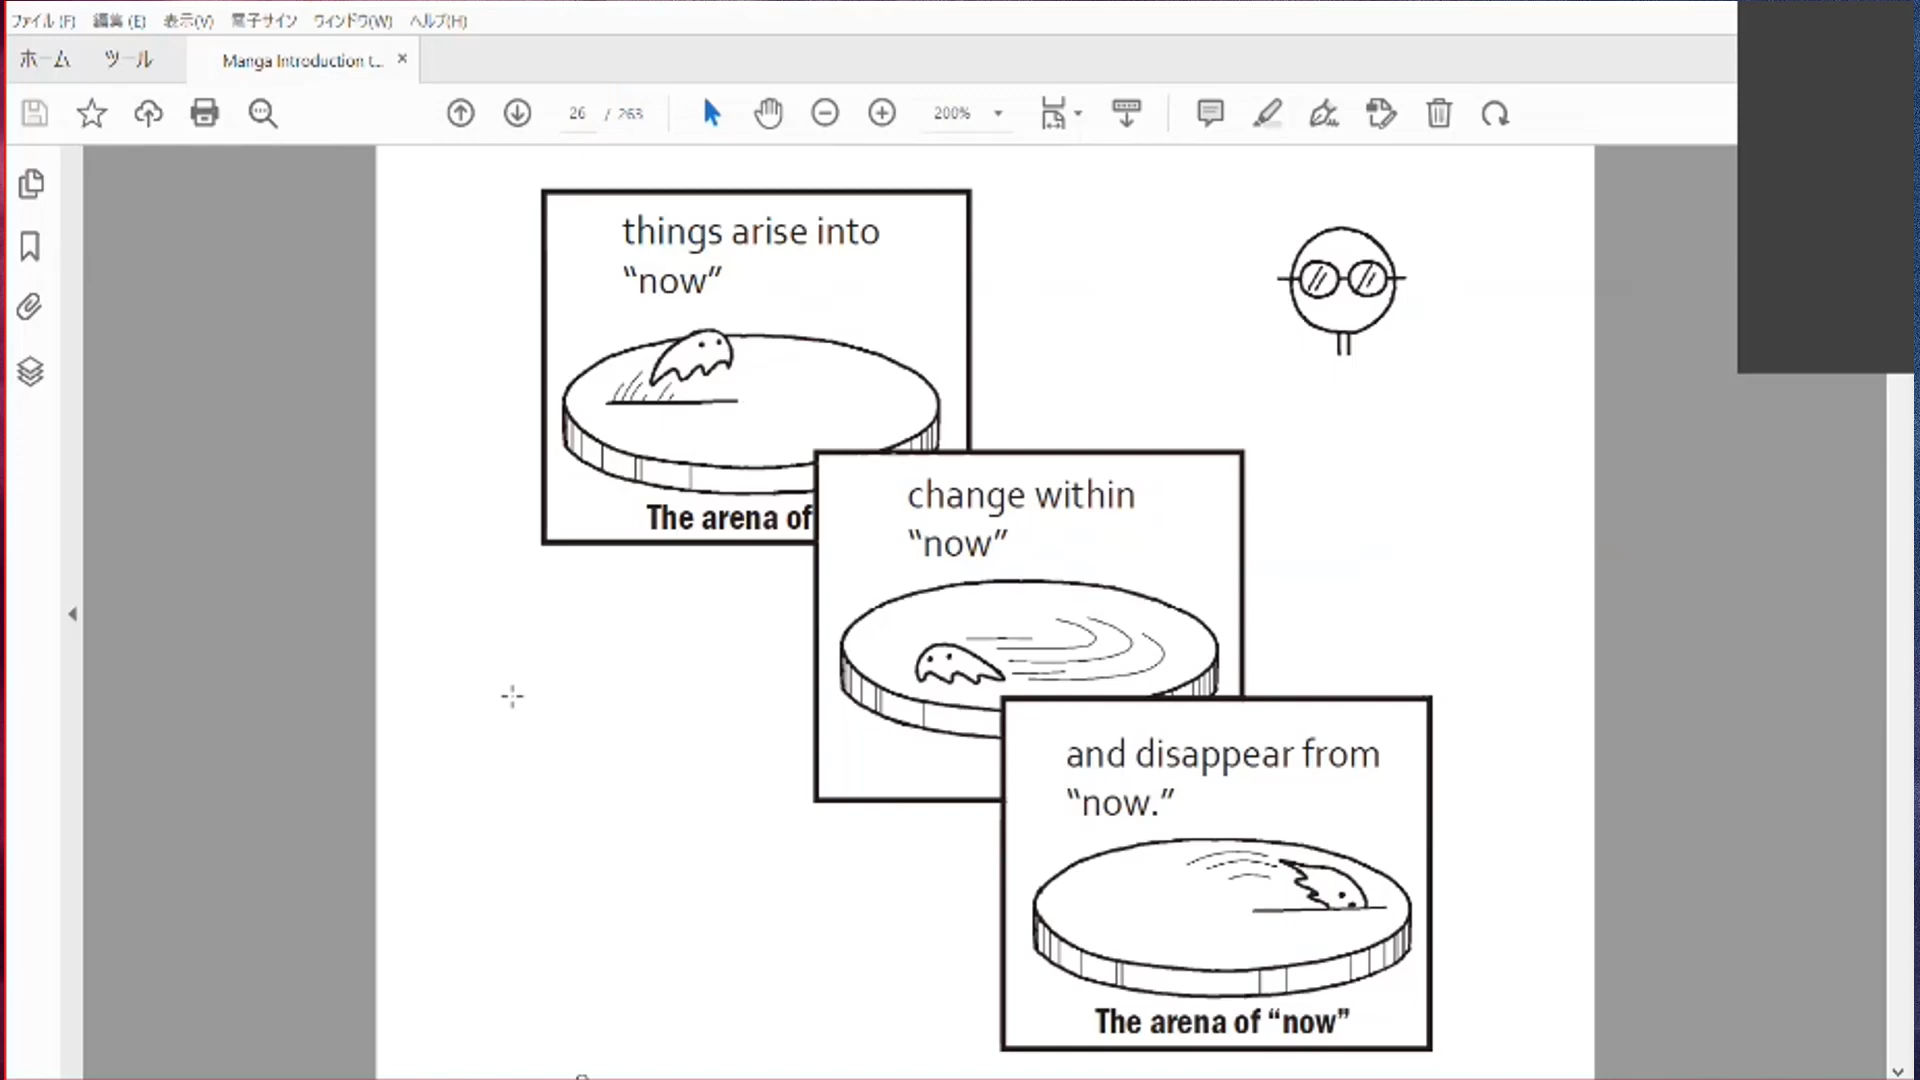 ファイル(F) 編集(E) 表示(V) 電子サイン ウィンドウ(W) ヘルプ(H)
ホーム ツール Manga Introduction t... ×
26 / 263 200%
things arise into
“now”
The arena of
change within
“now”
and disappear from
“now.”
The arena of “now”